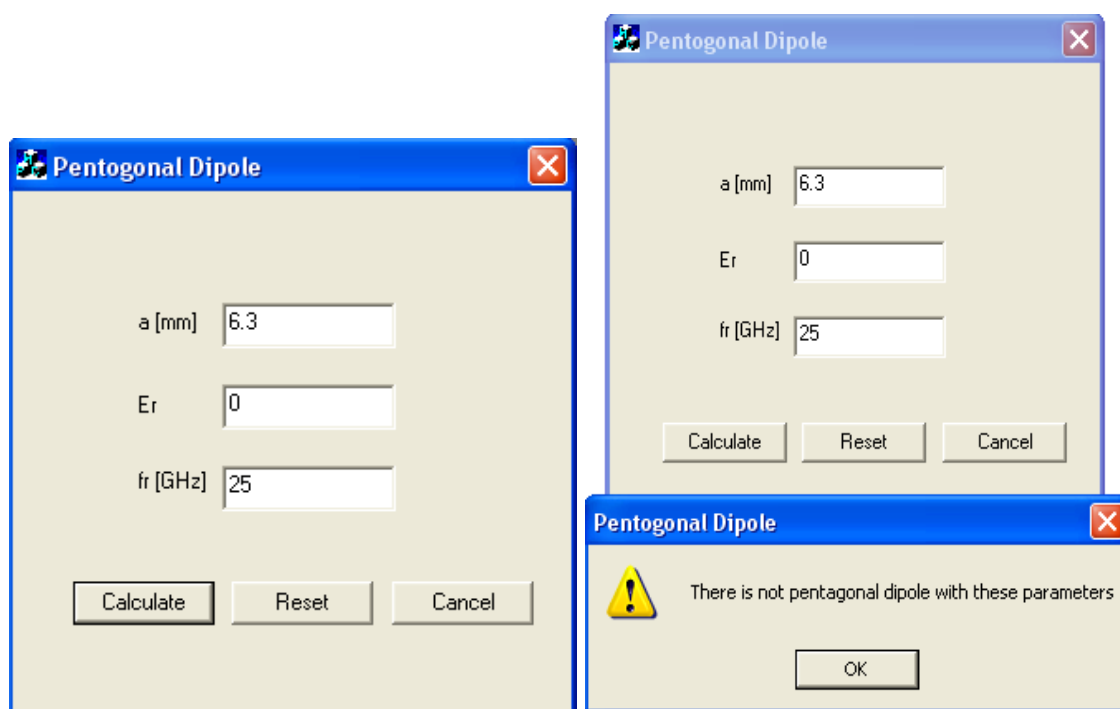 Pentogonal Dipole
a [mm] 6.3
Er 0
fr [GHz] 25
Calculate Reset Cancel
Pentogonal Dipole
a [mm] 6.3
Er 0
fr [GHz] 25
Calculate Reset Cancel
Pentogonal Dipole
There is not pentagonal dipole with these parameters
OK